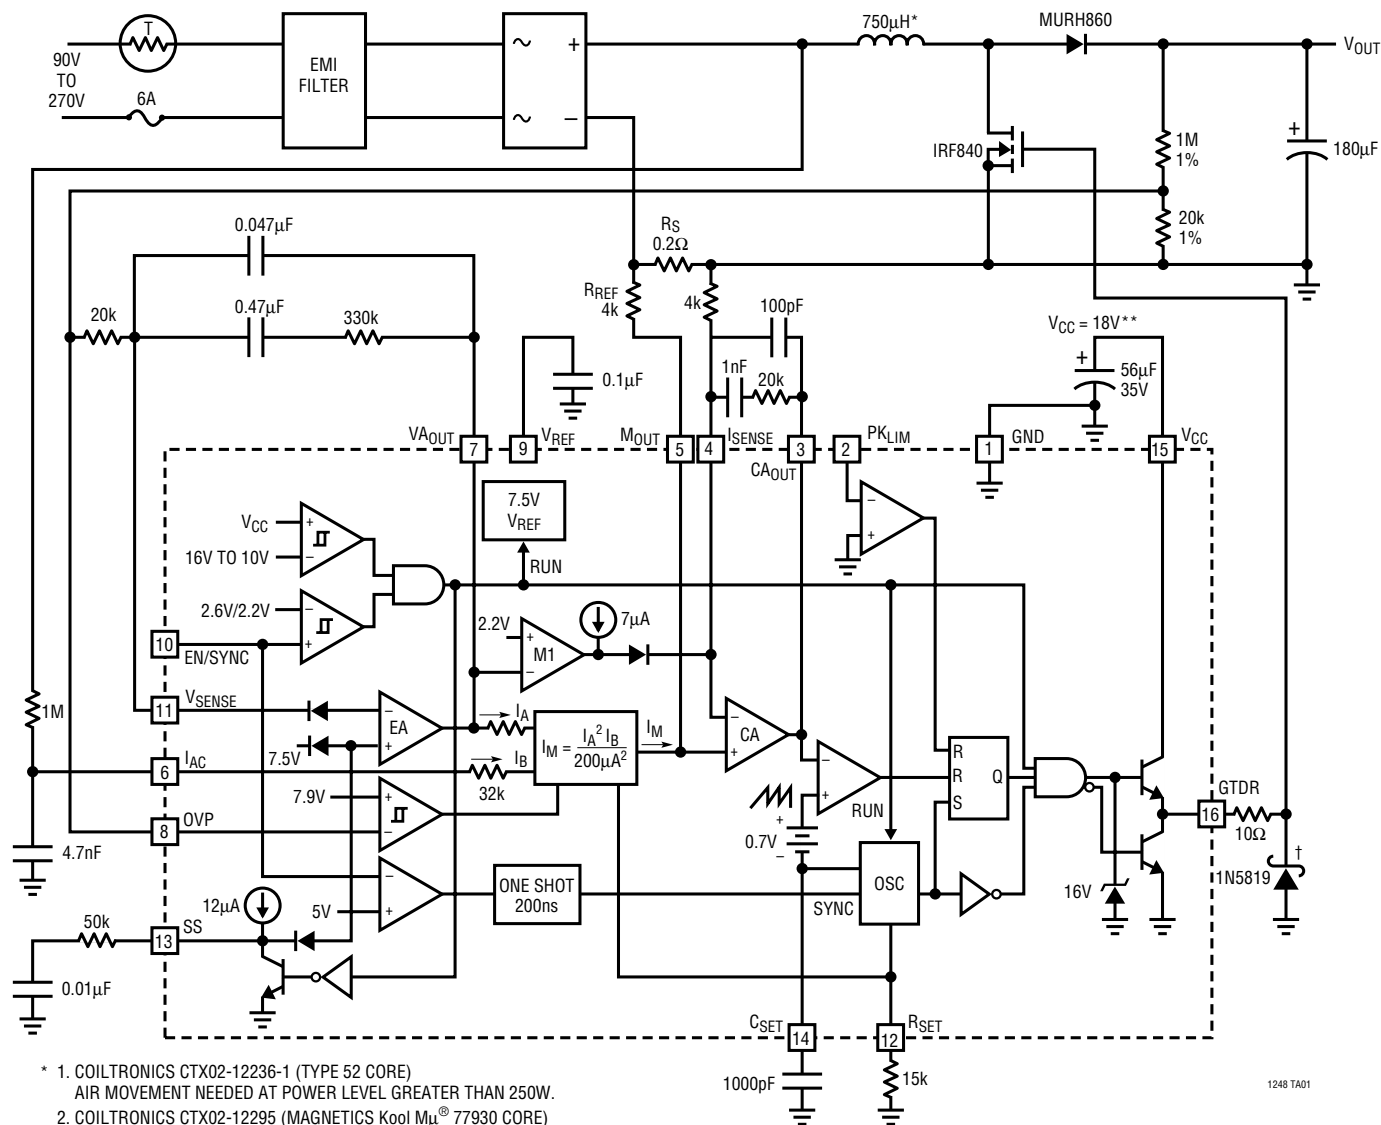 T
90V
TO
270V
6A
EMI
FILTER
~
~
+
−
750µH*
MURH860
VOUT
IRF840
1M
1%
20k
1%
+
180µF
RS
0.2Ω
RREF
4k
4k
100pF
1nF
20k
0.047µF
0.47µF
330k
20k
0.1µF
VCC = 18V**
+
56µF
35V
VAOUT
7
9
VREF
MOUT
5
4
ISENSE
3
CAOUT
2
PKLIM
1
GND
15
VCC
7.5V
VREF
RUN
VCC
+
16V TO 10V
−
2.6V/2.2V
−
+
10
EN/SYNC
2.2V
+
−
M1
7µA
−
+
1M
11
VSENSE
−
EA
+
7.5V
IA
IB
32k
IM = IA² IB / 200µA²
IM
−
CA
+
6
IAC
7.9V
+
−
8
OVP
4.7nF
−
+
RUN
+
0.7V
−
R
R
S
Q
GTDR
16
10Ω
†
1N5819
16V
−
5V
+
ONE SHOT
200ns
OSC
SYNC
12µA
50k
13
SS
0.01µF
CSET
14
RSET
12
1000pF
15k
* 1. COILTRONICS CTX02-12236-1 (TYPE 52 CORE)
AIR MOVEMENT NEEDED AT POWER LEVEL GREATER THAN 250W.
2. COILTRONICS CTX02-12295 (MAGNETICS Kool Mµ® 77930 CORE)
1248 TA01